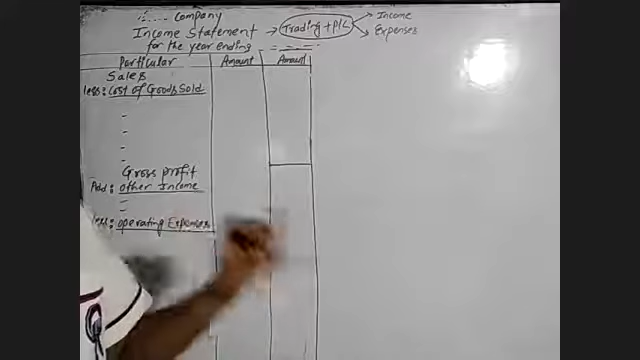 Company
Income Statement → Trading + P/L
Income
Expenses
for the year ending
Particular Amount Amount
Sales
less: Cost of Goods Sold
-
-
-
-
Gross profit
Add: other Income
-
-
less: operating Expenses